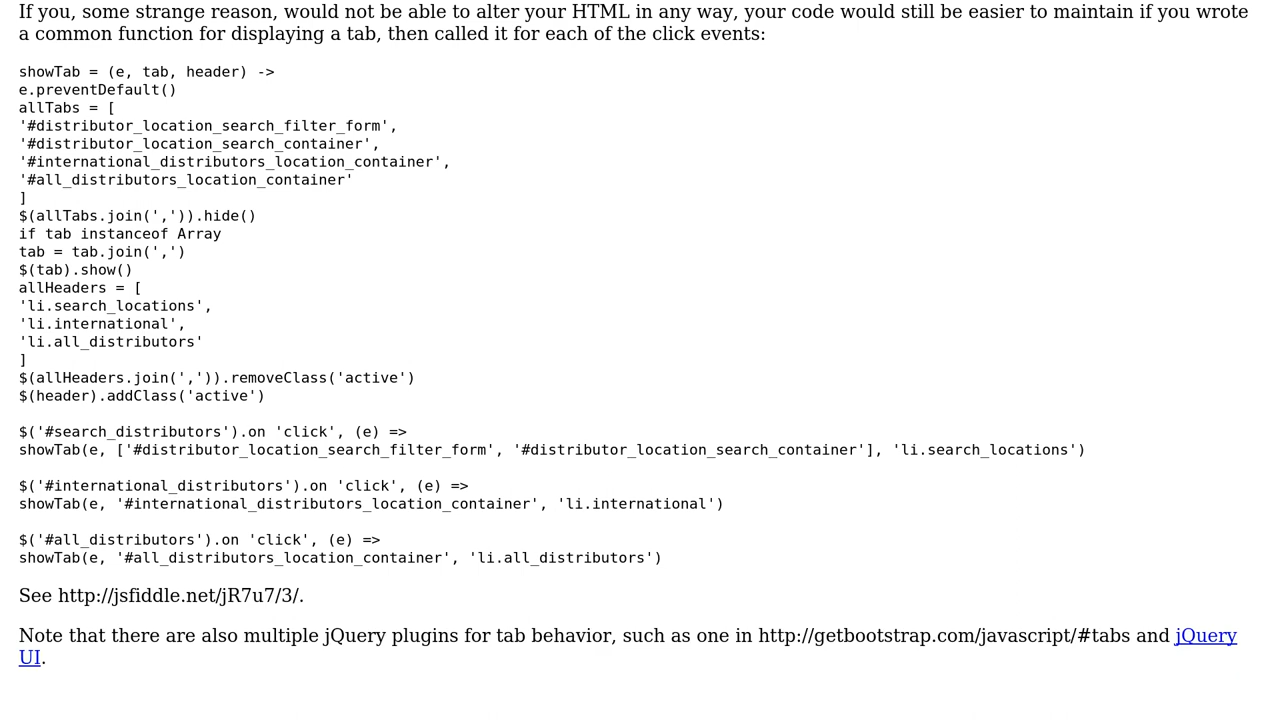 If you, some strange reason, would not be able to alter your HTML in any way, your code would still be easier to maintain if you wrote
a common function for displaying a tab, then called it for each of the click events:
showTab = (e, tab, header) ->
e.preventDefault()
allTabs = [
'#distributor_location_search_filter_form',
'#distributor_location_search_container',
'#international_distributors_location_container',
'#all_distributors_location_container'
]
$(allTabs.join(',')).hide()
if tab instanceof Array
tab = tab.join(',')
$(tab).show()
allHeaders = [
'li.search_locations',
'li.international',
'li.all_distributors'
]
$(allHeaders.join(',')).removeClass('active')
$(header).addClass('active')
$('#search_distributors').on 'click', (e) =>
showTab(e, ['#distributor_location_search_filter_form', '#distributor_location_search_container'], 'li.search_locations')
$('#international_distributors').on 'click', (e) =>
showTab(e, '#international_distributors_location_container', 'li.international')
$('#all_distributors').on 'click', (e) =>
showTab(e, '#all_distributors_location_container', 'li.all_distributors')
See http://jsfiddle.net/jR7u7/3/.
Note that there are also multiple jQuery plugins for tab behavior, such as one in http://getbootstrap.com/javascript/#tabs and jQuery
UI.